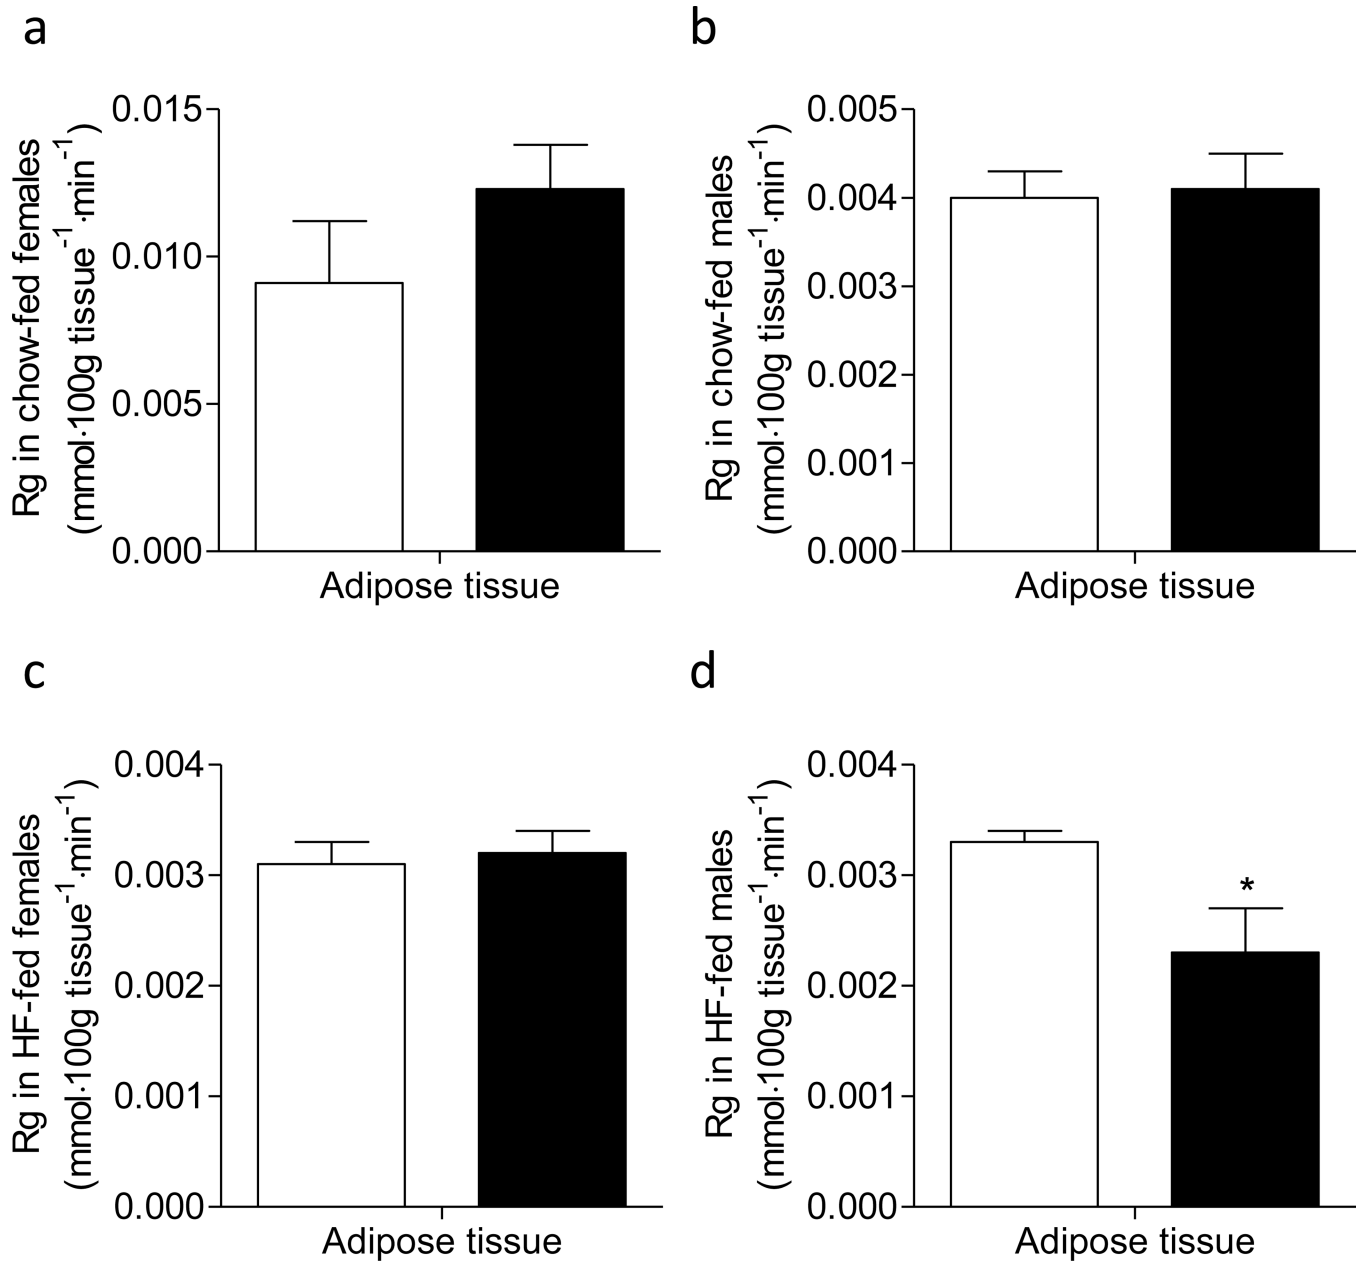 a
Rg in chow-fed females
(mmol·100g tissue⁻¹·min⁻¹)
0.015
0.010
0.005
0.000
Adipose tissue
b
Rg in chow-fed males
(mmol·100g tissue⁻¹·min⁻¹)
0.005
0.004
0.003
0.002
0.001
0.000
Adipose tissue
c
Rg in HF-fed females
(mmol·100g tissue⁻¹·min⁻¹)
0.004
0.003
0.002
0.001
0.000
Adipose tissue
d
Rg in HF-fed males
(mmol·100g tissue⁻¹·min⁻¹)
0.004
0.003
0.002
0.001
0.000
*
Adipose tissue